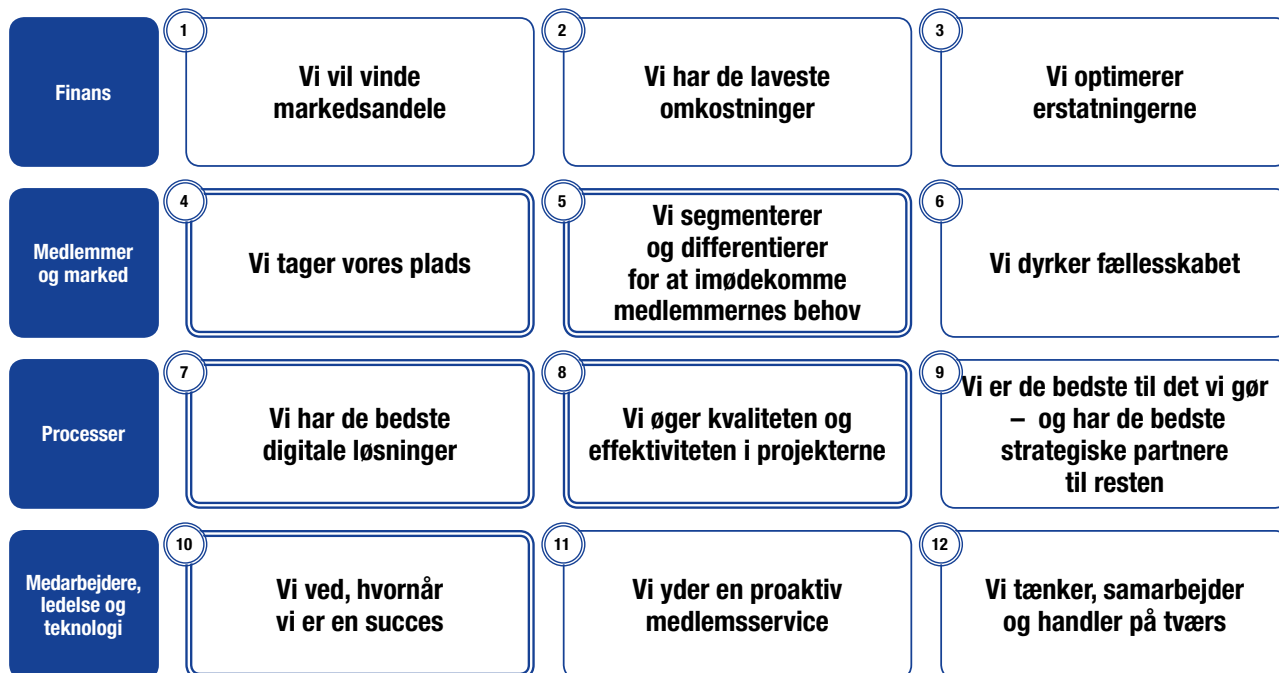 Finans
1
Vi vil vinde
markedsandele
2
Vi har de laveste
omkostninger
3
Vi optimerer
erstatningerne
Medlemmer
og marked
4
Vi tager vores plads
5
Vi segmenterer
og differentierer
for at imødekomme
medlemmernes behov
6
Vi dyrker fællesskabet
Processer
7
Vi har de bedste
digitale løsninger
8
Vi øger kvaliteten og
effektiviteten i projekterne
9
Vi er de bedste til det vi gør
– og har de bedste
strategiske partnere
til resten
Medarbejdere,
ledelse og
teknologi
10
Vi ved, hvornår
vi er en succes
11
Vi yder en proaktiv
medlemsservice
12
Vi tænker, samarbejder
og handler på tværs